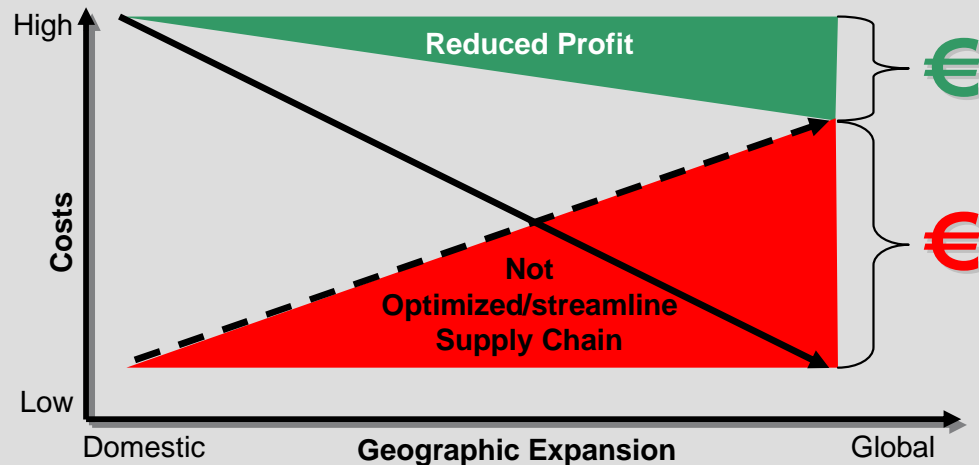 High
Reduced Profit
€
Costs
€
Not
Optimized/streamline
Supply Chain
Low
Domestic
Geographic Expansion
Global